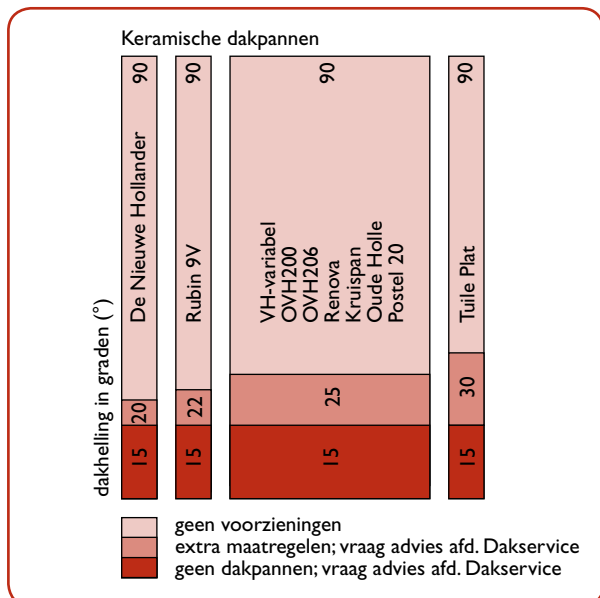 Keramische dakpannen
dakhelling in graden (°)
90
De Nieuwe Hollander
20
15
90
Rubin 9V
22
15
90
VH-variabel
OVH200
OVH206
Renova
Kruispan
Oude Holle
Postel 20
25
15
90
Tuile Plat
30
15
geen voorzieningen
extra maatregelen; vraag advies afd. Dakservice
geen dakpannen; vraag advies afd. Dakservice